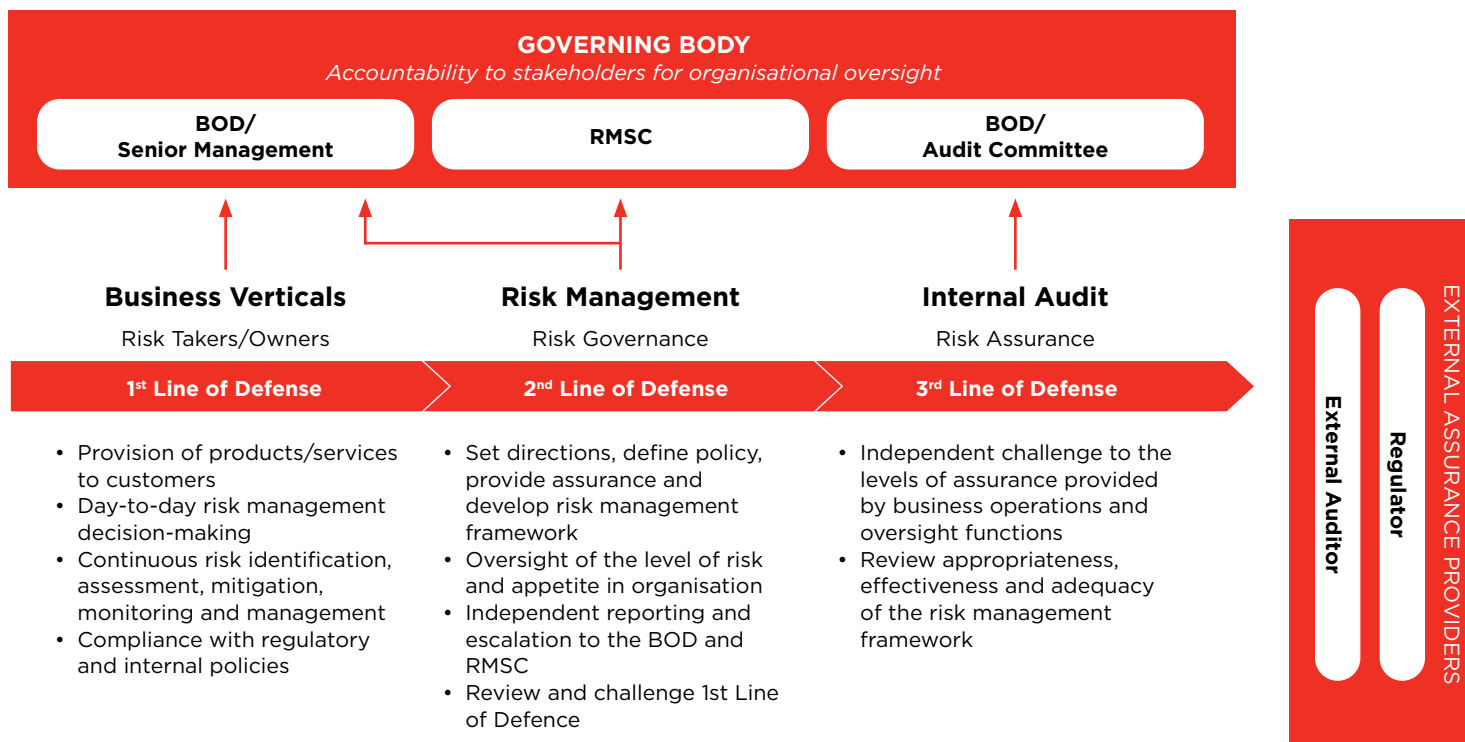 GOVERNING BODY
Accountability to stakeholders for organisational oversight
BOD/
Senior Management
RMSC
BOD/
Audit Committee
Business Verticals
Risk Takers/Owners
Risk Management
Risk Governance
Internal Audit
Risk Assurance
1st Line of Defense
2nd Line of Defense
3rd Line of Defense
• Provision of products/services
to customers
• Day-to-day risk management
decision-making
• Continuous risk identification,
assessment, mitigation,
monitoring and management
• Compliance with regulatory
and internal policies
• Set directions, define policy,
provide assurance and
develop risk management
framework
• Oversight of the level of risk
and appetite in organisation
• Independent reporting and
escalation to the BOD and
RMSC
• Review and challenge 1st Line
of Defence
• Independent challenge to the
levels of assurance provided
by business operations and
oversight functions
• Review appropriateness,
effectiveness and adequacy
of the risk management
framework
EXTERNAL ASSURANCE PROVIDERS
Regulator
External Auditor